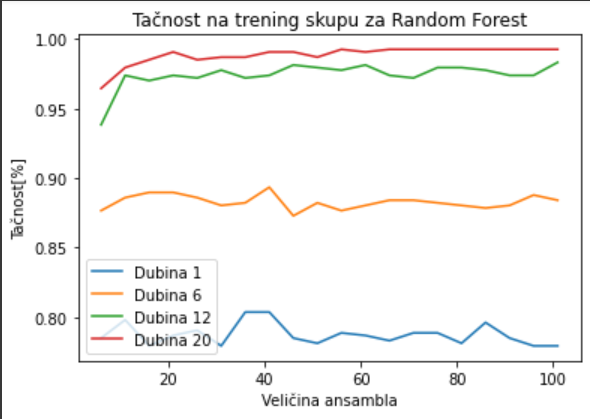 Tačnost na trening skupu za Random Forest
1.00
0.95
0.90
0.85
0.80
Tačnost[%]
Dubina 1
Dubina 6
Dubina 12
Dubina 20
20
40
60
80
100
Veličina ansambla